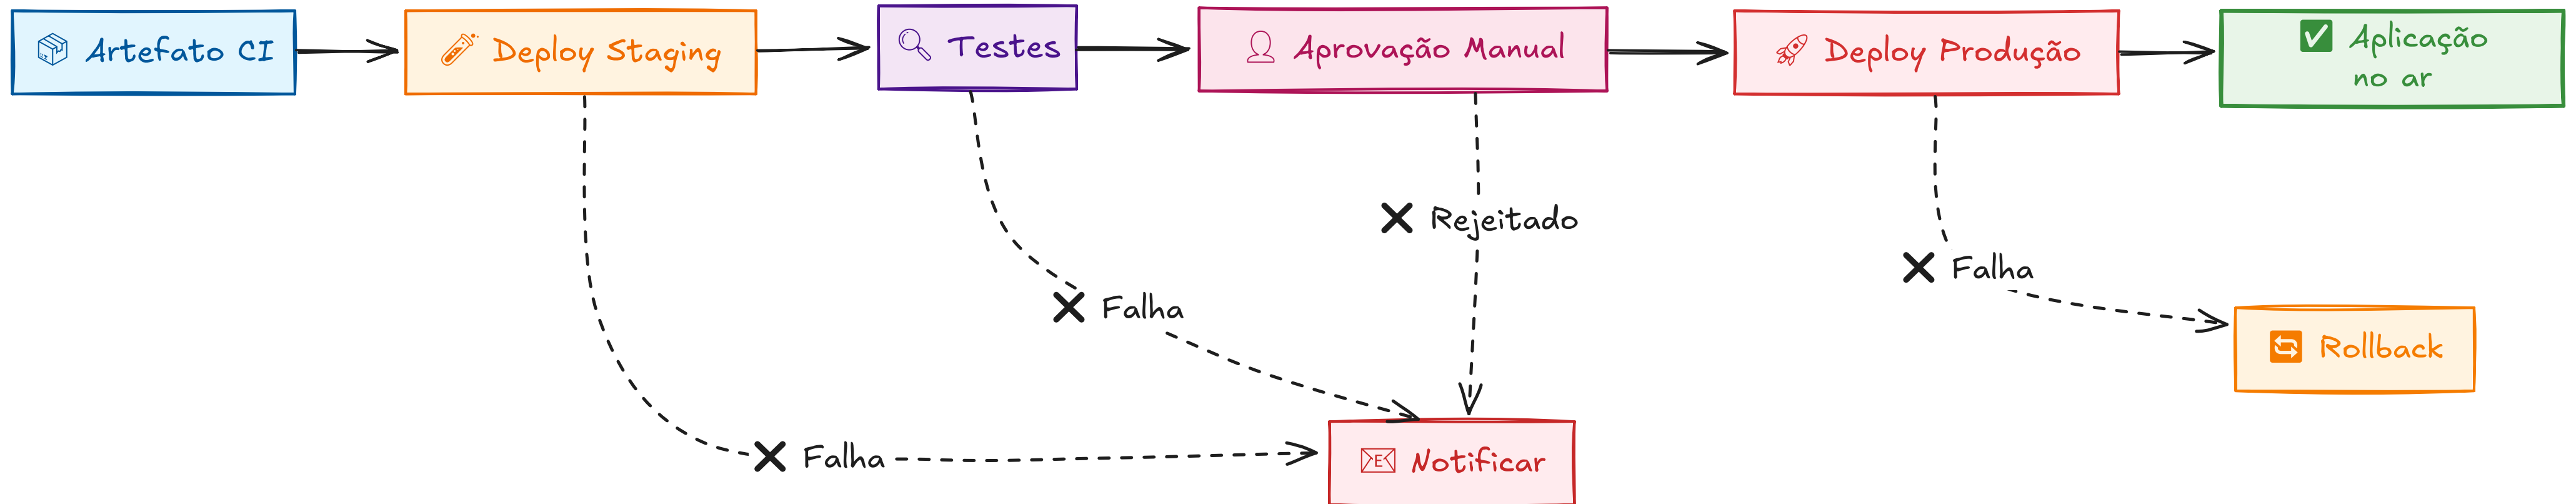 📦 Artefato CI
🧪 Deploy Staging
🔍 Testes
👤 Aprovação Manual
🚀 Deploy Produção
✅ Aplicação
no ar
❌ Rejeitado
❌ Falha
❌ Falha
🔁 Rollback
❌ Falha
📧 Notificar